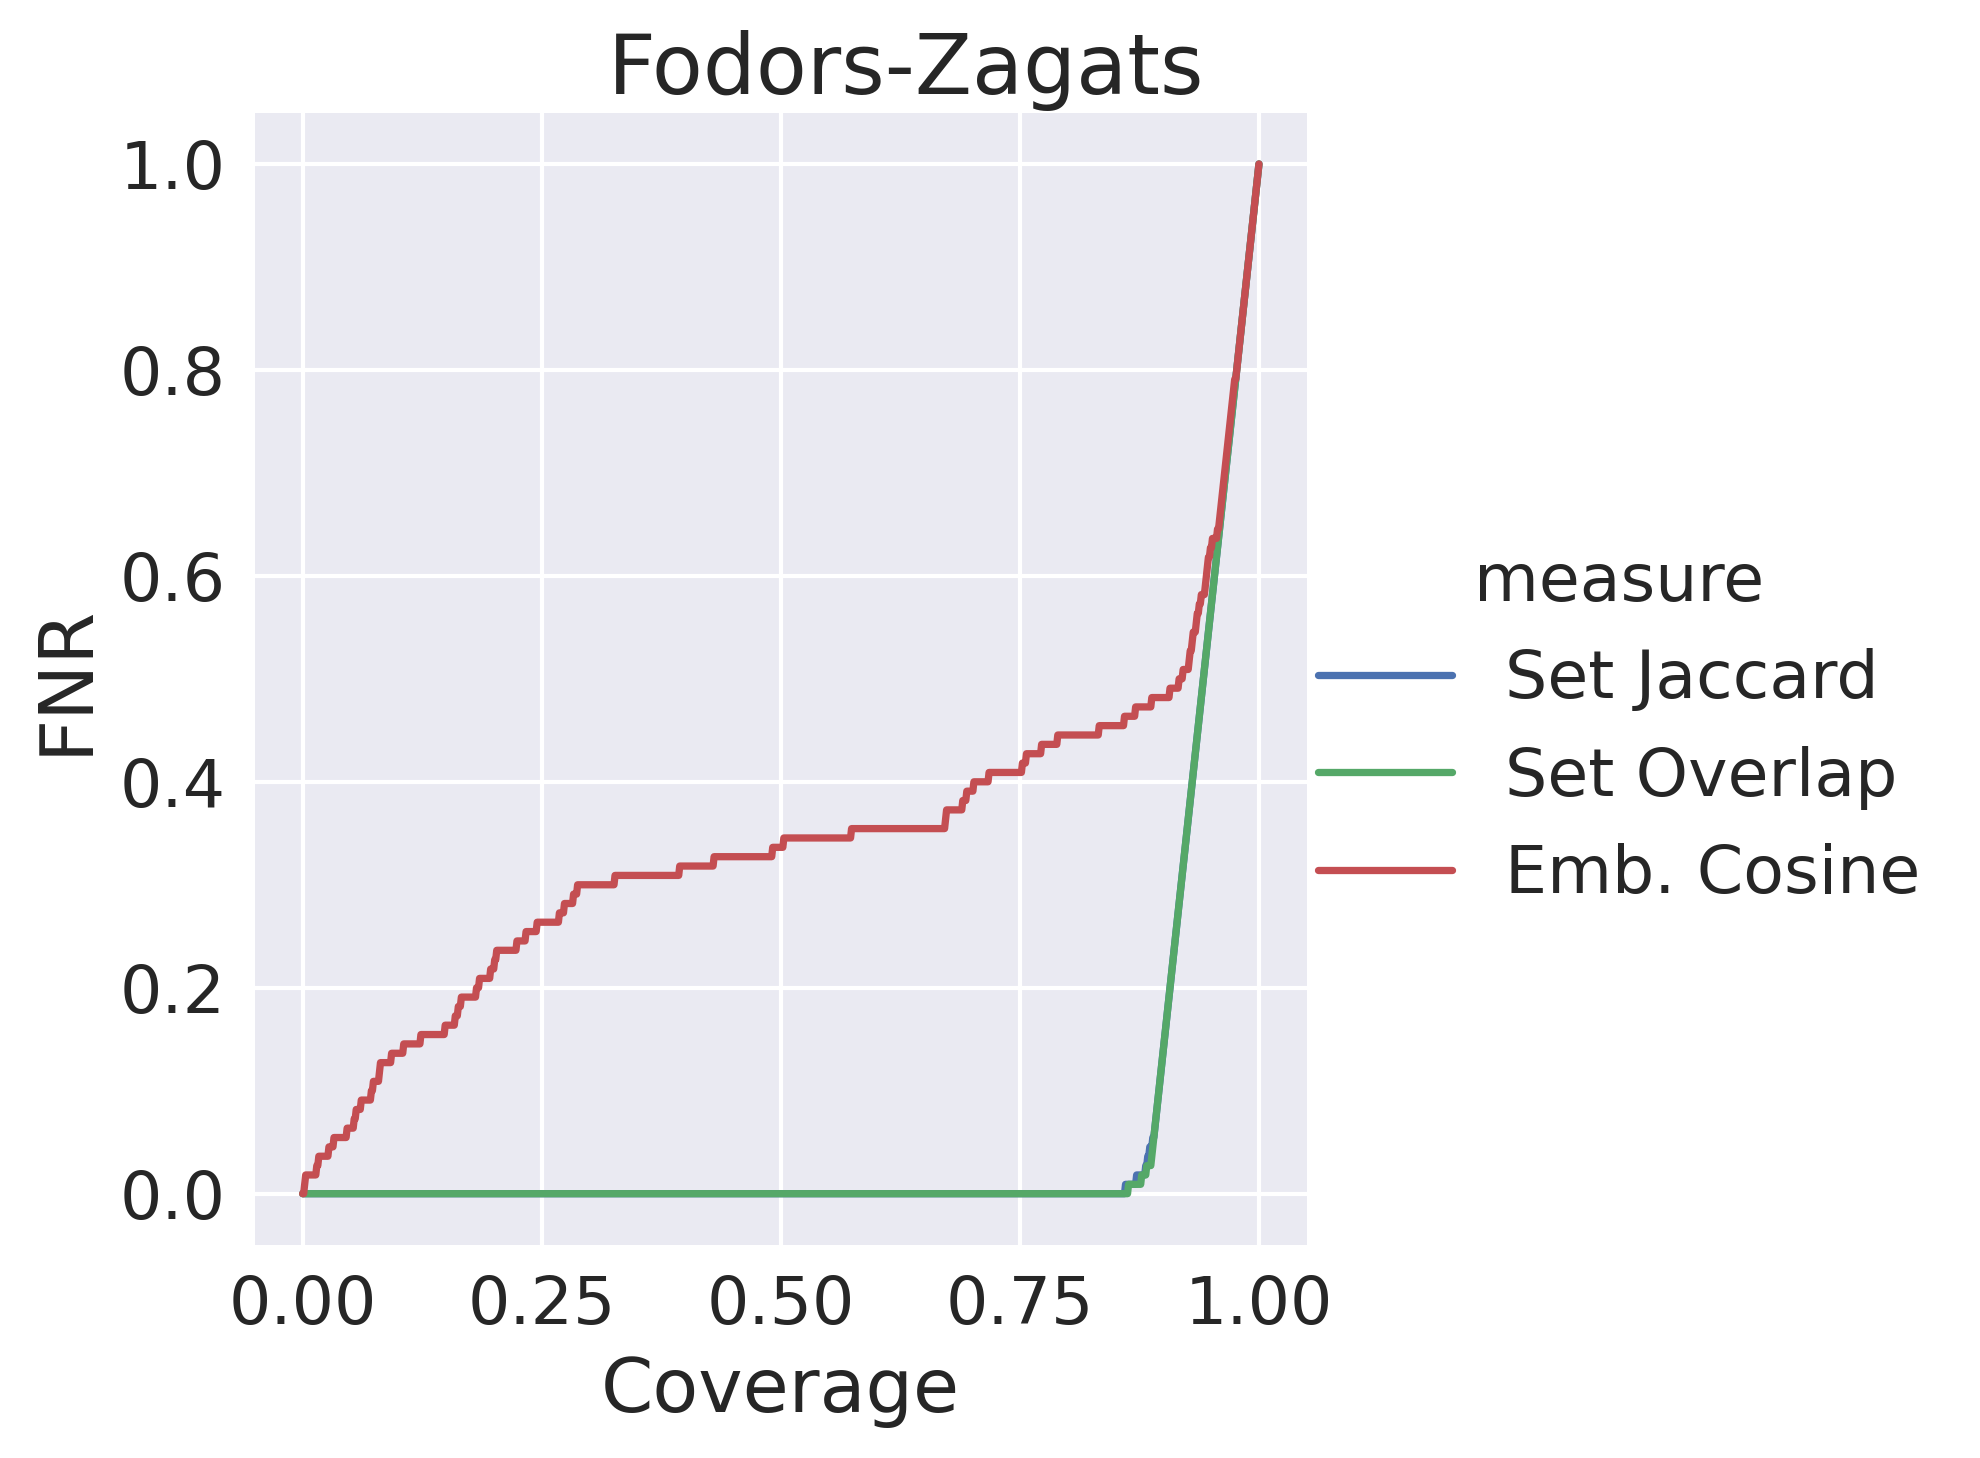 Fodors-Zagats
1.0
0.8
0.6
0.4
0.2
0.0
FNR
0.00 0.25 0.50 0.75 1.00
Coverage
measure
Set Jaccard
Set Overlap
Emb. Cosine